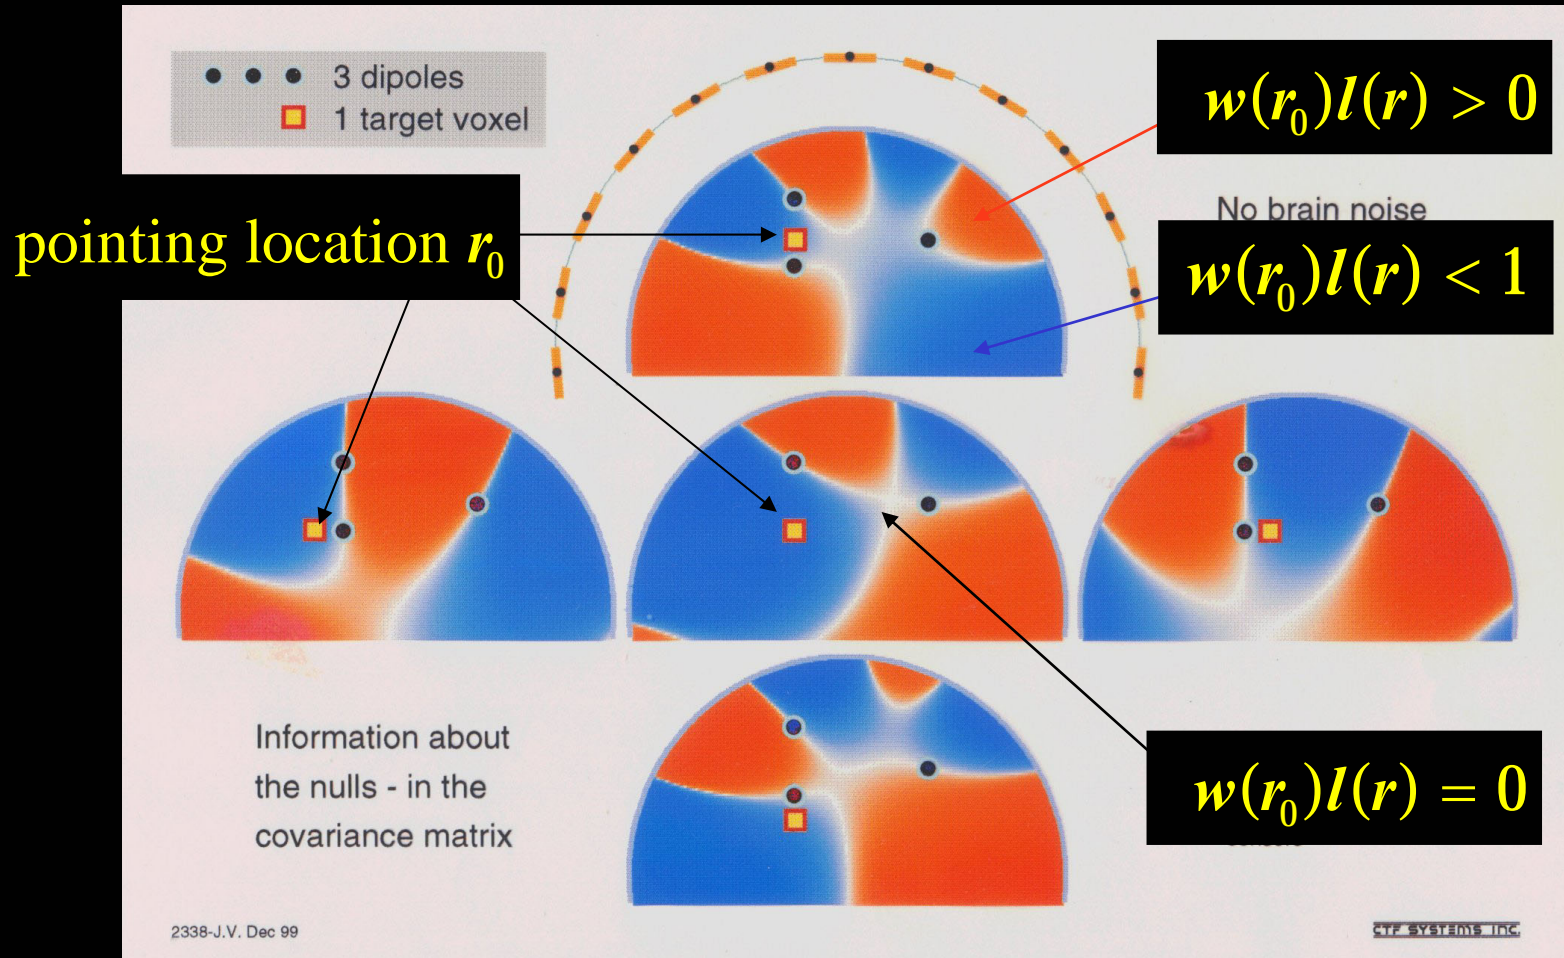 3 dipoles
1 target voxel
w(r₀)l(r) > 0
No brain noise
pointing location r₀
w(r₀)l(r) < 1
Information about
the nulls - in the
covariance matrix
w(r₀)l(r) = 0
2338-J.V. Dec 99
CTF SYSTEMS INC.